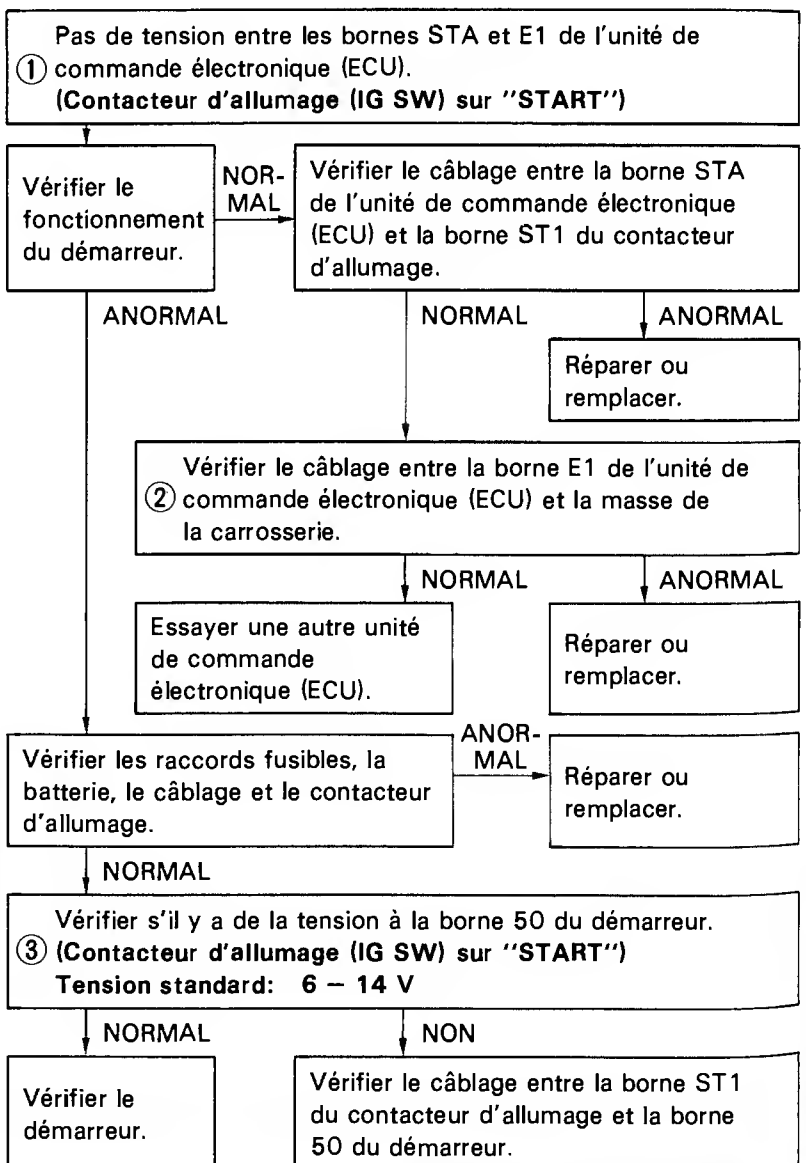 Pas de tension entre les bornes STA et E1 de l'unité de
① commande électronique (ECU).
(Contacteur d'allumage (IG SW) sur "START")
Vérifier le
fonctionnement
du démarreur.
NOR-
MAL
Vérifier le câblage entre la borne STA
de l'unité de commande électronique
(ECU) et la borne ST1 du contacteur
d'allumage.
ANORMAL
NORMAL
ANORMAL
Réparer ou
remplacer.
Vérifier le câblage entre la borne E1 de l'unité de
② commande électronique (ECU) et la masse de
la carrosserie.
NORMAL
ANORMAL
Essayer une autre unité
de commande
électronique (ECU).
Réparer ou
remplacer.
Vérifier les raccords fusibles, la
batterie, le câblage et le contacteur
d'allumage.
ANOR-
MAL
Réparer ou
remplacer.
NORMAL
Vérifier s'il y a de la tension à la borne 50 du démarreur.
③ (Contacteur d'allumage (IG SW) sur "START")
Tension standard: 6 — 14 V
NORMAL
NON
Vérifier le
démarreur.
Vérifier le câblage entre la borne ST1
du contacteur d'allumage et la borne
50 du démarreur.